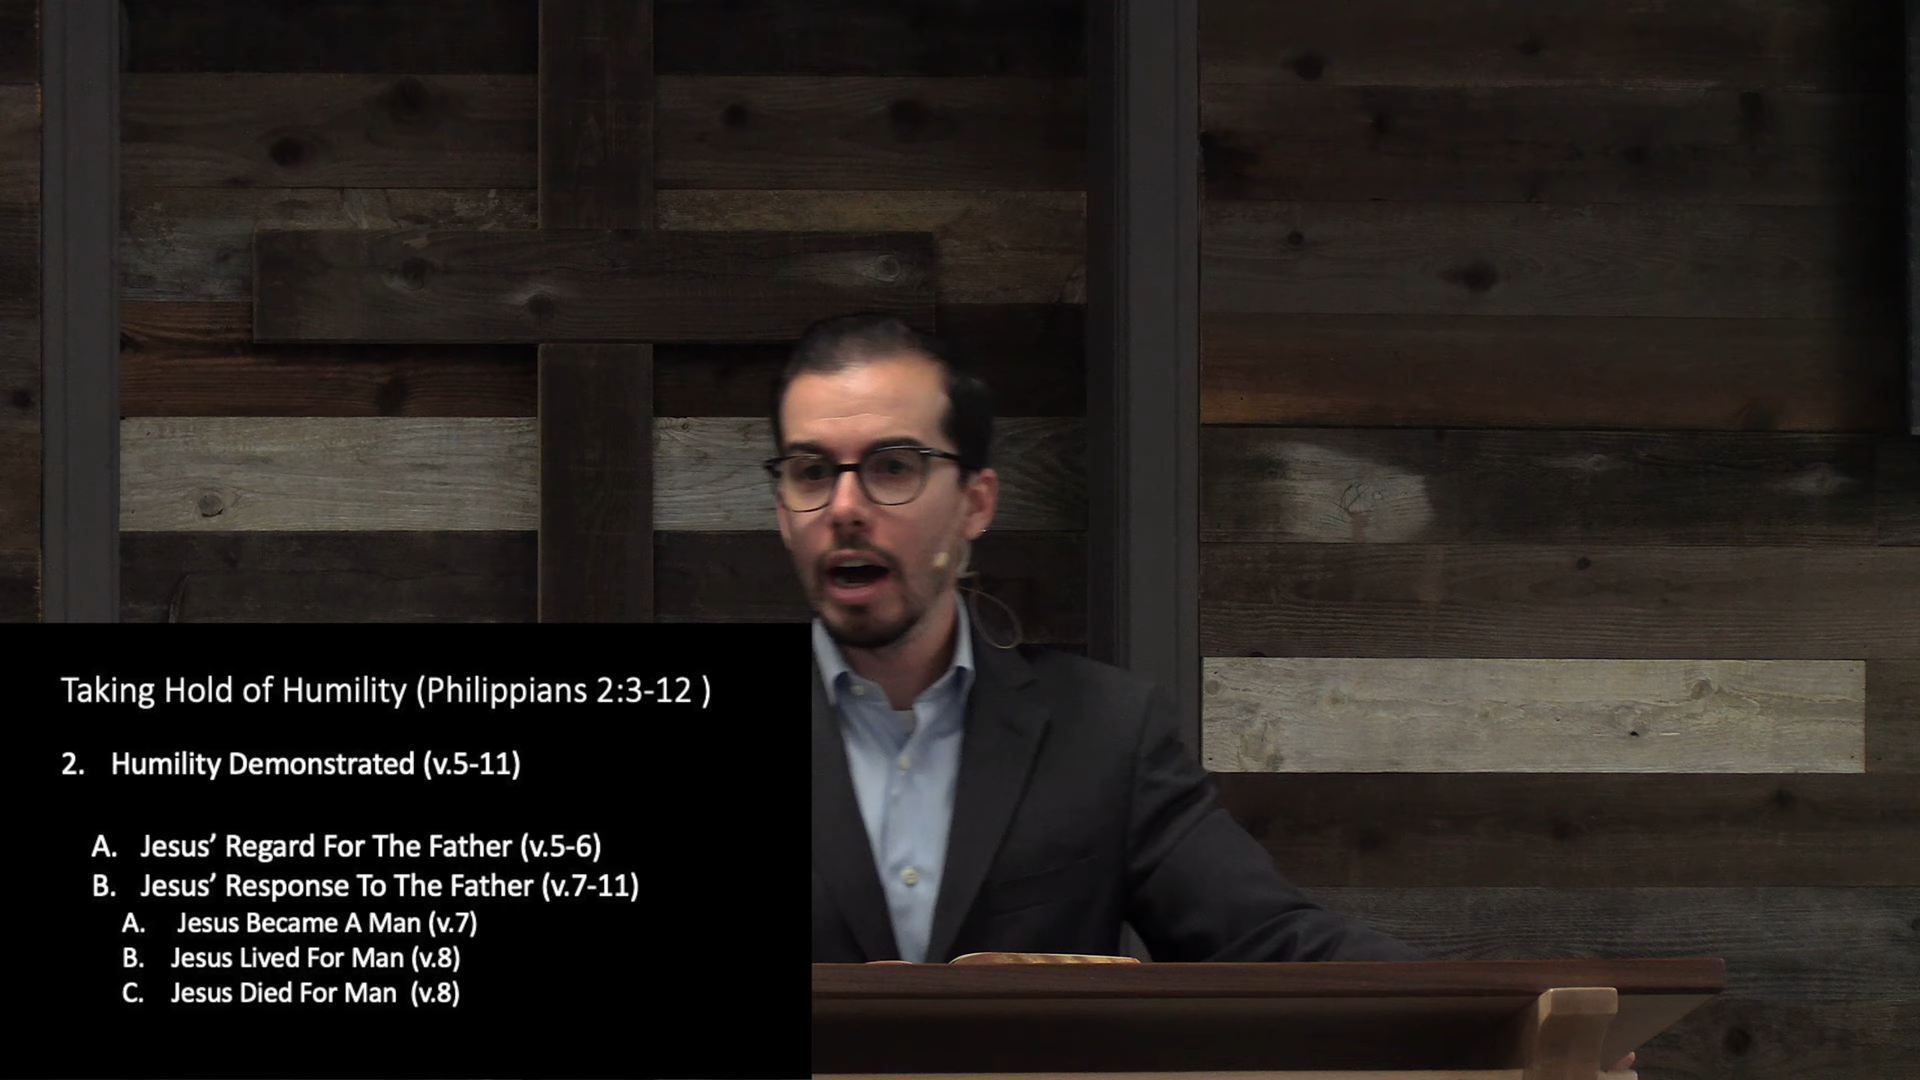 Taking Hold of Humility (Philippians 2:3-12 )
2. Humility Demonstrated (v.5-11)
A. Jesus’ Regard For The Father (v.5-6)
B. Jesus’ Response To The Father (v.7-11)
A. Jesus Became A Man (v.7)
B. Jesus Lived For Man (v.8)
C. Jesus Died For Man (v.8)